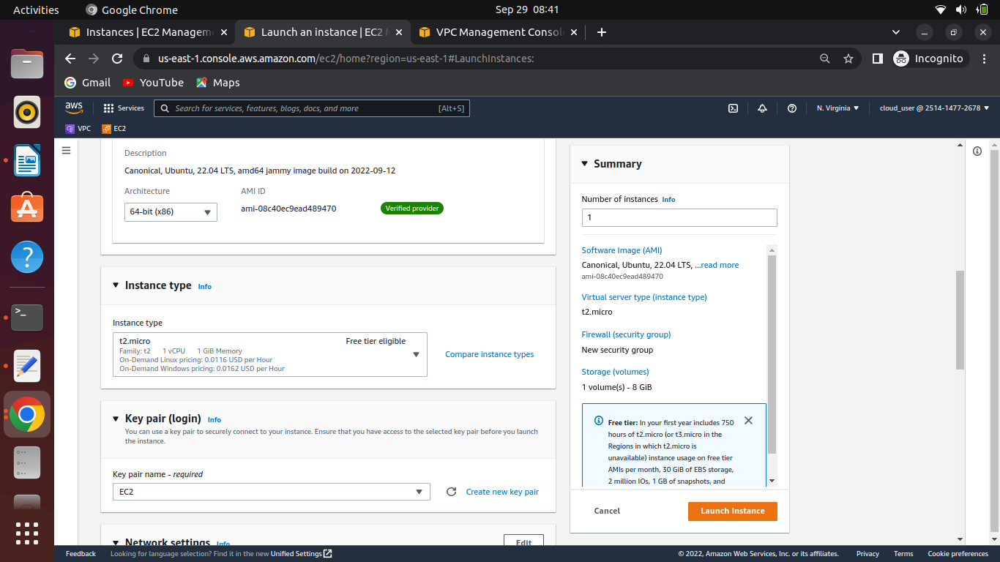 Activities
Google Chrome
Sep 29 08:41
Instances | EC2 Managem
Launch an instance | EC2
VPC Management Consol
us-east-1.console.aws.amazon.com/ec2/home?region=us-east-1#LaunchInstances:
Incognito
Gmail
YouTube
Maps
aws
Services
Search for services, features, blogs, docs, and more
[Alt+S]
N. Virginia
cloud_user @ 2514-1477-2678
VPC
EC2
Description
Canonical, Ubuntu, 22.04 LTS, amd64 jammy image build on 2022-09-12
Architecture
AMI ID
64-bit (x86)
ami-08c40ec9ead489470
Verified provider
Instance type
Info
Instance type
t2.micro
Free tier eligible
Family: t2 1 vCPU 1 GiB Memory
On-Demand Linux pricing: 0.0116 USD per Hour
On-Demand Windows pricing: 0.0162 USD per Hour
Compare instance types
Key pair (login)
Info
You can use a key pair to securely connect to your instance. Ensure that you have access to the selected key pair before you launch
the instance.
Key pair name - required
EC2
Create new key pair
Network settings
Info
Edit
Summary
Number of instances
Info
1
Software Image (AMI)
Canonical, Ubuntu, 22.04 LTS, ...read more
ami-08c40ec9ead489470
Virtual server type (instance type)
t2.micro
Firewall (security group)
New security group
Storage (volumes)
1 volume(s) - 8 GiB
Free tier: In your first year includes 750
hours of t2.micro (or t3.micro in the
Regions in which t2.micro is
unavailable) instance usage on free tier
AMIs per month, 30 GiB of EBS storage,
2 million IOs, 1 GB of snapshots, and
Cancel
Launch instance
Feedback
Looking for language selection? Find it in the new Unified Settings
© 2022, Amazon Web Services, Inc. or its affiliates.
Privacy
Terms
Cookie preferences